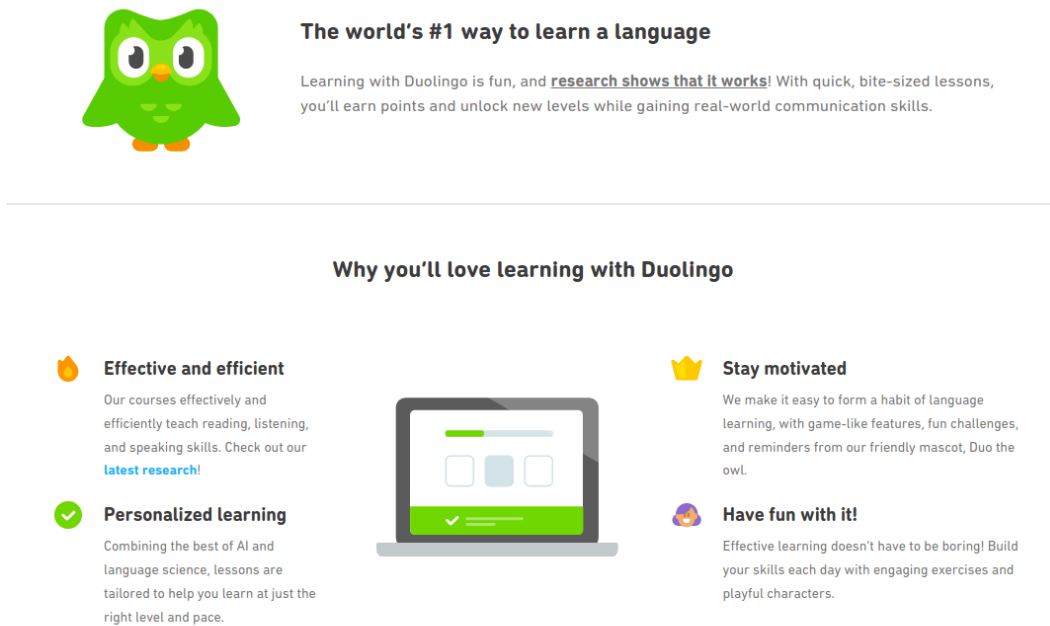 The world's #1 way to learn a language
Learning with Duolingo is fun, and research shows that it works! With quick, bite-sized lessons,
you'll earn points and unlock new levels while gaining real-world communication skills.
Why you'll love learning with Duolingo
Effective and efficient
Our courses effectively and
efficiently teach reading, listening,
and speaking skills. Check out our
latest research!
Personalized learning
Combining the best of AI and
language science, lessons are
tailored to help you learn at just the
right level and pace.
Stay motivated
We make it easy to form a habit of language
learning, with game-like features, fun challenges,
and reminders from our friendly mascot, Duo the
owl.
Have fun with it!
Effective learning doesn't have to be boring! Build
your skills each day with engaging exercises and
playful characters.